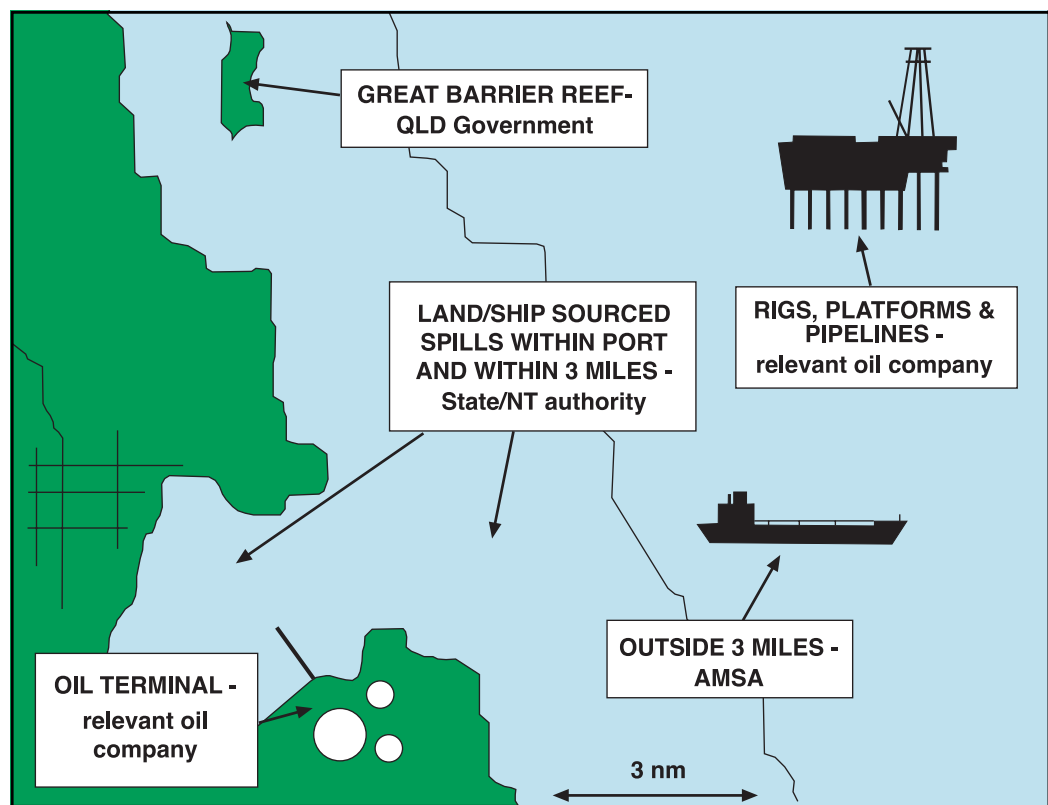 GREAT BARRIER REEF-
QLD Government
LAND/SHIP SOURCED
SPILLS WITHIN PORT
AND WITHIN 3 MILES -
State/NT authority
RIGS, PLATFORMS &
PIPELINES -
relevant oil company
OUTSIDE 3 MILES -
AMSA
OIL TERMINAL -
relevant oil
company
3 nm